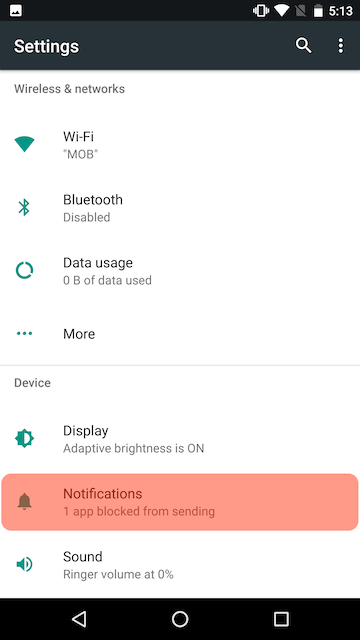 5:13
Settings
Wireless & networks
Wi-Fi
"MOB"
Bluetooth
Disabled
Data usage
0 B of data used
More
Device
Display
Adaptive brightness is ON
Notifications
1 app blocked from sending
Sound
Ringer volume at 0%